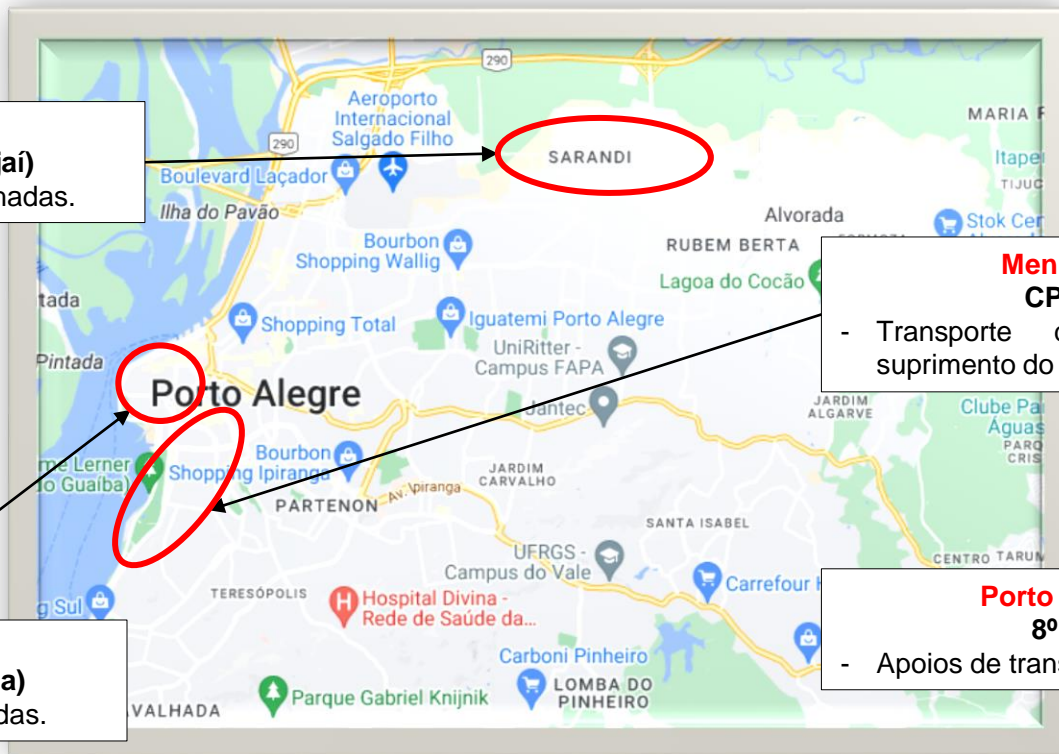 290
Aeroporto
Internacional
Salgado Filho
290
Boulevard Laçador
Ilha do Pavão
SARANDI
MARIA
TIJUC
jaí)
nadas.
Bourbon
Shopping Wallig
Alvorada
RUBEM BERTA
Stok Cen
Lagoa do Cocão
tada
Shopping Total
Iguatemi Porto Alegre
UniRitter -
Campus FAPA
Men
CP
- Transporte
suprimento do
Pintada
Porto Alegre
Jantec
JARDIM
ALGARVE
Clube Pa
Águas
PARQ
CRIS
me Lerner
do Guaíba)
Bourbon
Shopping Ipiranga
Av. Ipiranga
PARTENON
JARDIM
CARVALHO
SANTA ISABEL
UFRGS -
Campus do Vale
CENTRO TARUM
Carrefour H
g Sul
TERESÓPOLIS
Hospital Divina -
Rede de Saúde da...
Porto
8º
- Apoios de trans
a)
das.
VALHADA
Parque Gabriel Knijnik
Carboni Pinheiro
LOMBA DO
PINHEIRO